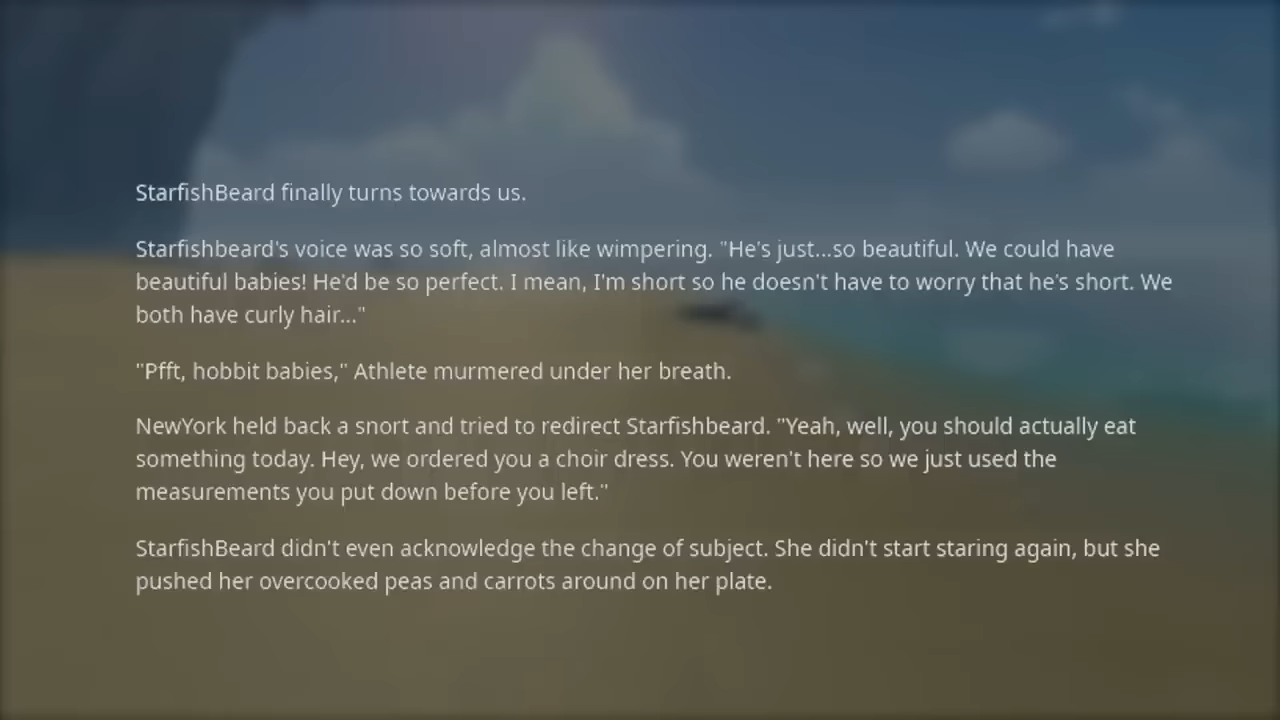 StarfishBeard finally turns towards us.
Starfishbeard's voice was so soft, almost like wimpering. "He's just...so beautiful. We could have
beautiful babies! He'd be so perfect. I mean, I'm short so he doesn't have to worry that he's short. We
both have curly hair..."
"Pfft, hobbit babies," Athlete murmered under her breath.
NewYork held back a snort and tried to redirect Starfishbeard. "Yeah, well, you should actually eat
something today. Hey, we ordered you a choir dress. You weren't here so we just used the
measurements you put down before you left."
StarfishBeard didn't even acknowledge the change of subject. She didn't start staring again, but she
pushed her overcooked peas and carrots around on her plate.